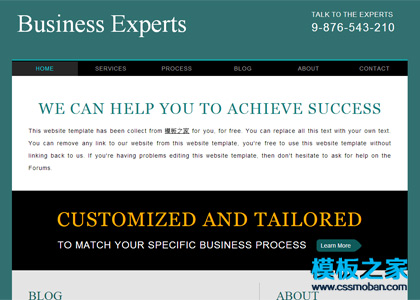 Business Experts
TALK TO THE EXPERTS
9-876-543-210
HOME SERVICES PROCESS BLOG ABOUT CONTACT
WE CAN HELP YOU TO ACHIEVE SUCCESS
This website template has been collect from 模板之家 for you, for free. You can replace all this text with your own text.
You can remove any link to our website from this website template, you're free to use this website template without
linking back to us. If you're having problems editing this website template, then don't hesitate to ask for help on the
Forums.
CUSTOMIZED AND TAILORED
TO MATCH YOUR SPECIFIC BUSINESS PROCESS Learn More
模板之家
www.cssmoban.com
BLOG ABOUT